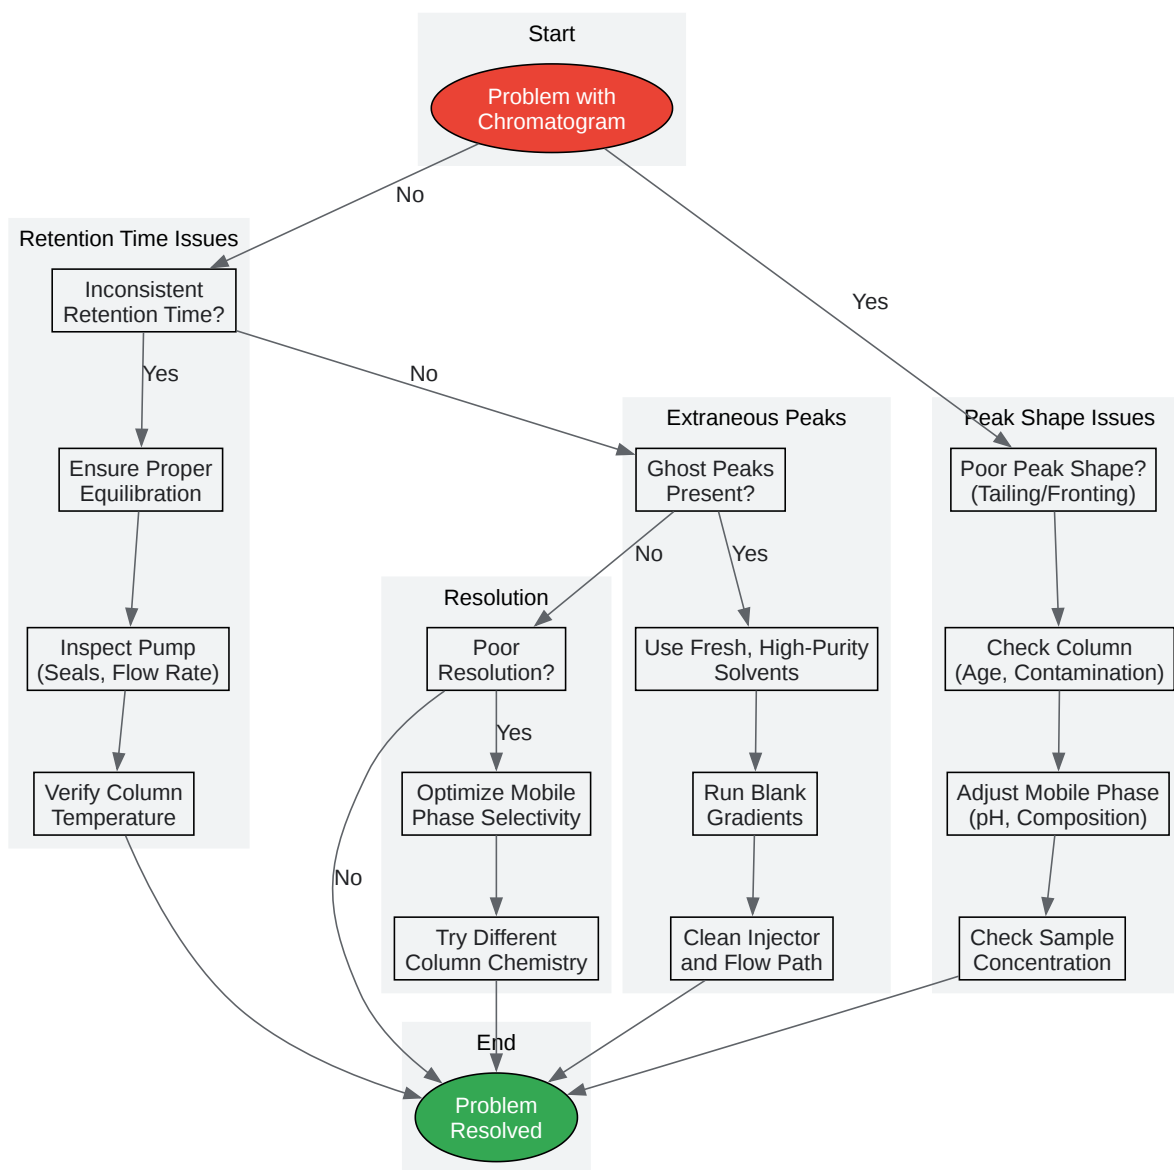 Start
Problem with
Chromatogram
No
Yes
Retention Time Issues
Inconsistent
Retention Time?
Yes
No
Ensure Proper
Equilibration
Inspect Pump
(Seals, Flow Rate)
Verify Column
Temperature
Extraneous Peaks
Ghost Peaks
Present?
No
Yes
Use Fresh, High-Purity
Solvents
Run Blank
Gradients
Clean Injector
and Flow Path
Peak Shape Issues
Poor Peak Shape?
(Tailing/Fronting)
Check Column
(Age, Contamination)
Adjust Mobile Phase
(pH, Composition)
Check Sample
Concentration
Resolution
Poor
Resolution?
Yes
No
Optimize Mobile
Phase Selectivity
Try Different
Column Chemistry
End
Problem
Resolved